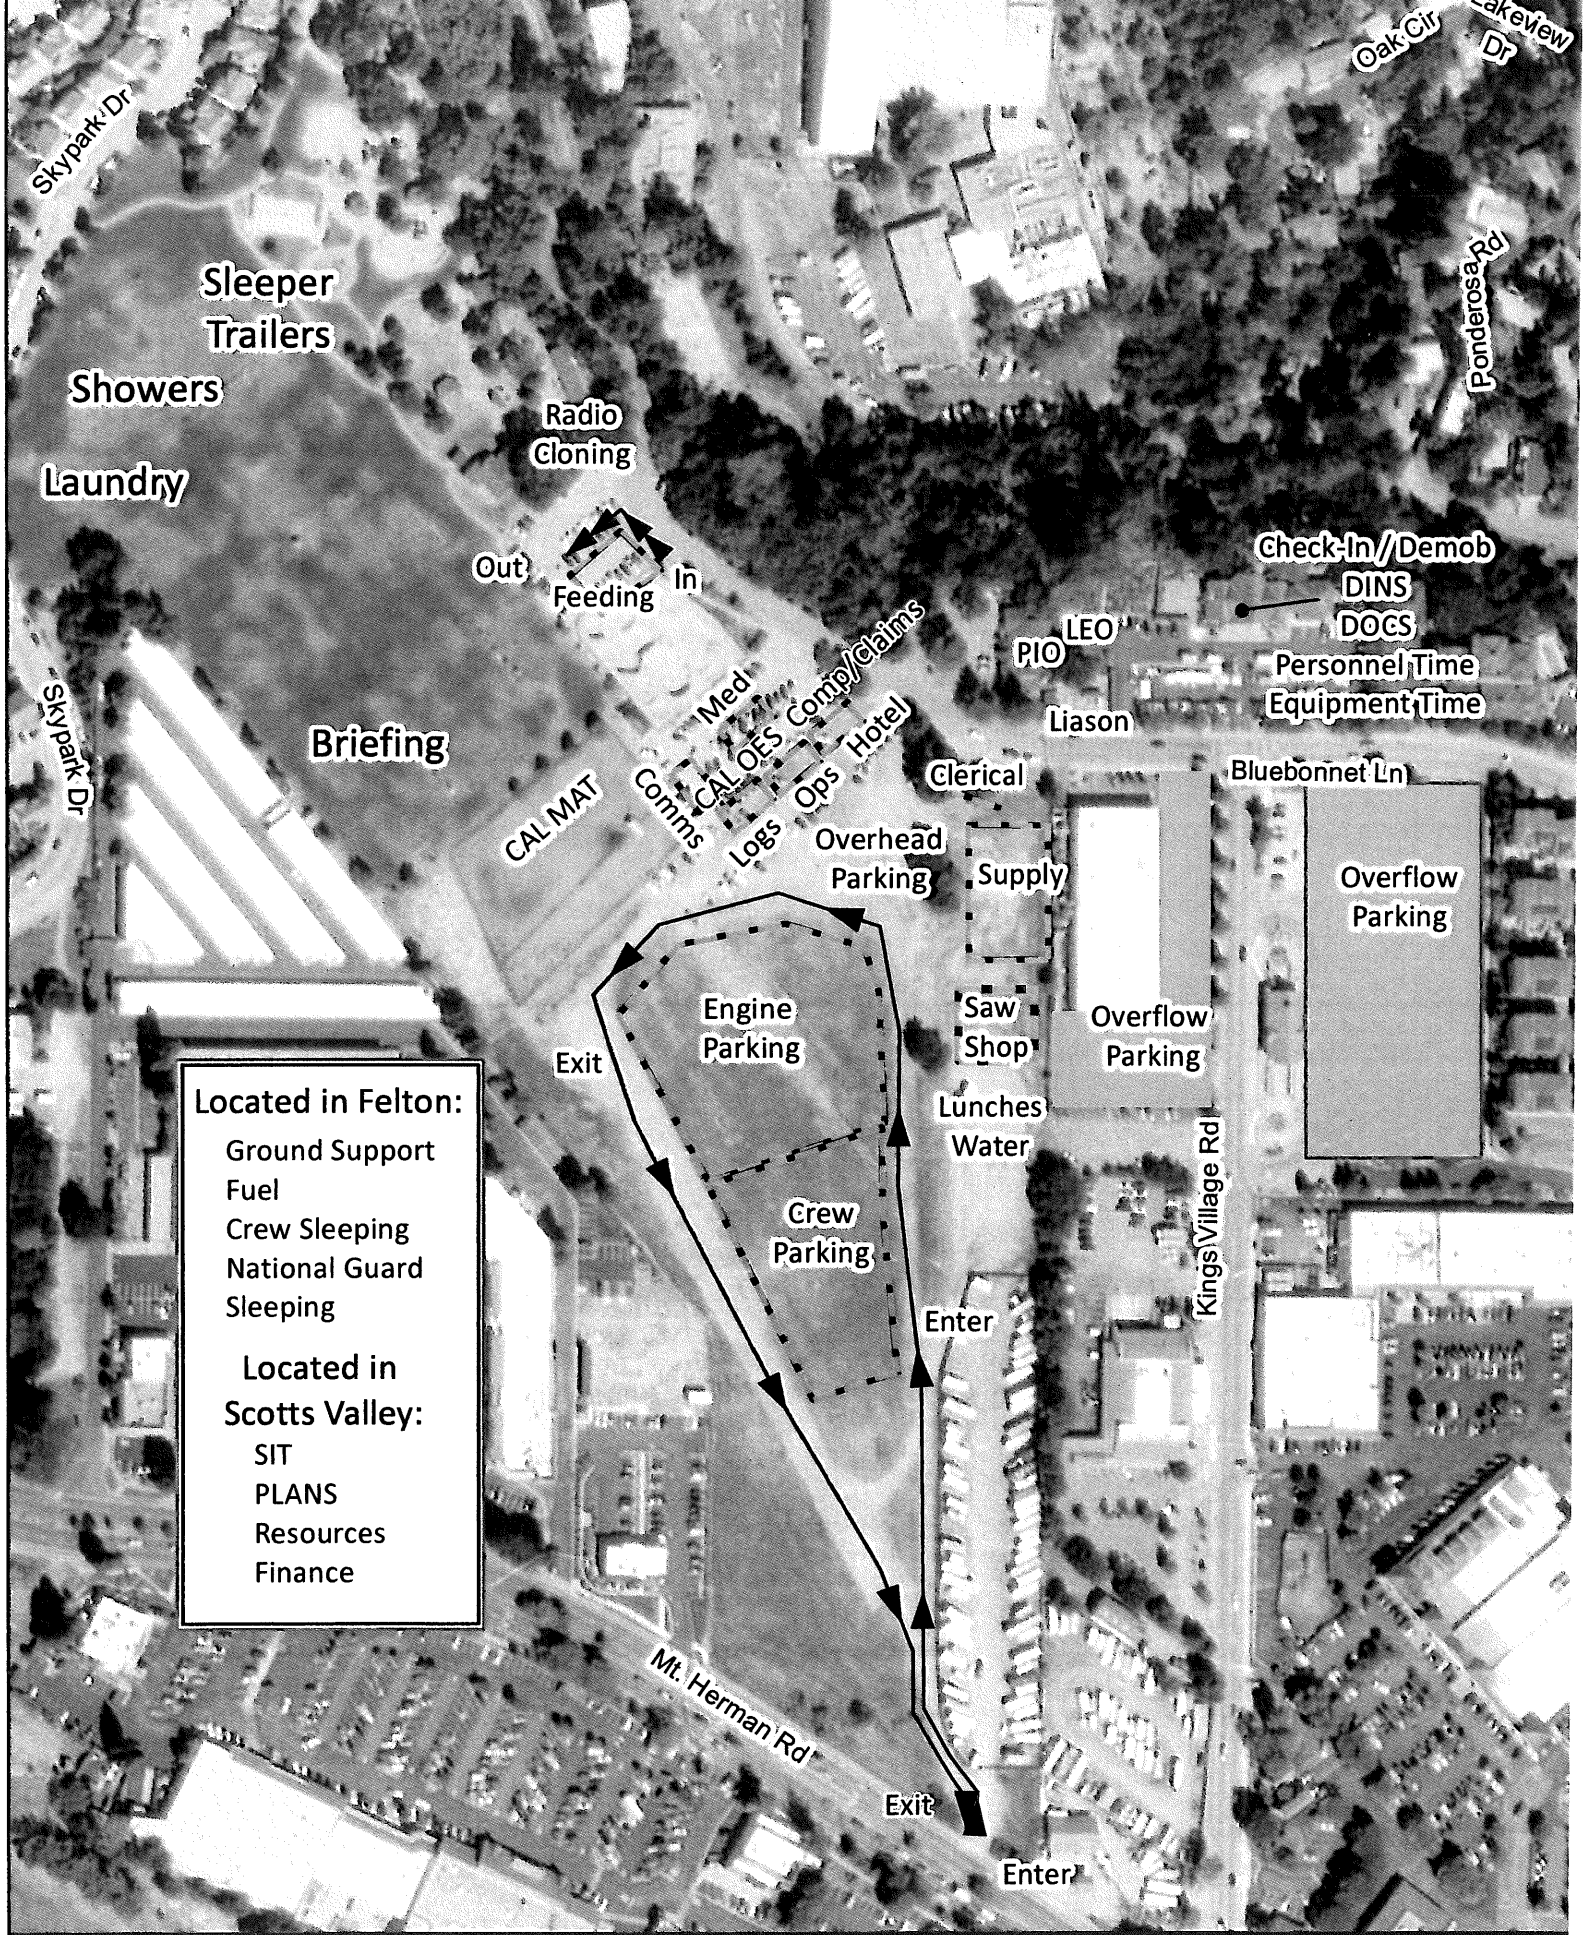 Oak Cir
Lakeview
Dr
Skypark Dr
Ponderosa Rd
Sleeper
Trailers
Showers
Laundry
Radio
Cloning
Out
Feeding
In
Check-In / Demob
DINS
DOCS
Personnel Time
Equipment Time
LEO
PIO
Liason
Skypark Dr
Briefing
Med
Comp/Claims
CAL OES
Hotel
Comms
Ops
Logs
CAL MAT
Clerical
Bluebonnet Ln
Overhead
Parking
Supply
Overflow
Parking
Engine
Parking
Saw
Shop
Overflow
Parking
Exit
Lunches
Water
Kings Village Rd
Crew
Parking
Enter
Located in Felton:
Ground Support
Fuel
Crew Sleeping
National Guard
Sleeping
Located in
Scotts Valley:
SIT
PLANS
Resources
Finance
Mt. Herman Rd
Exit
Enter